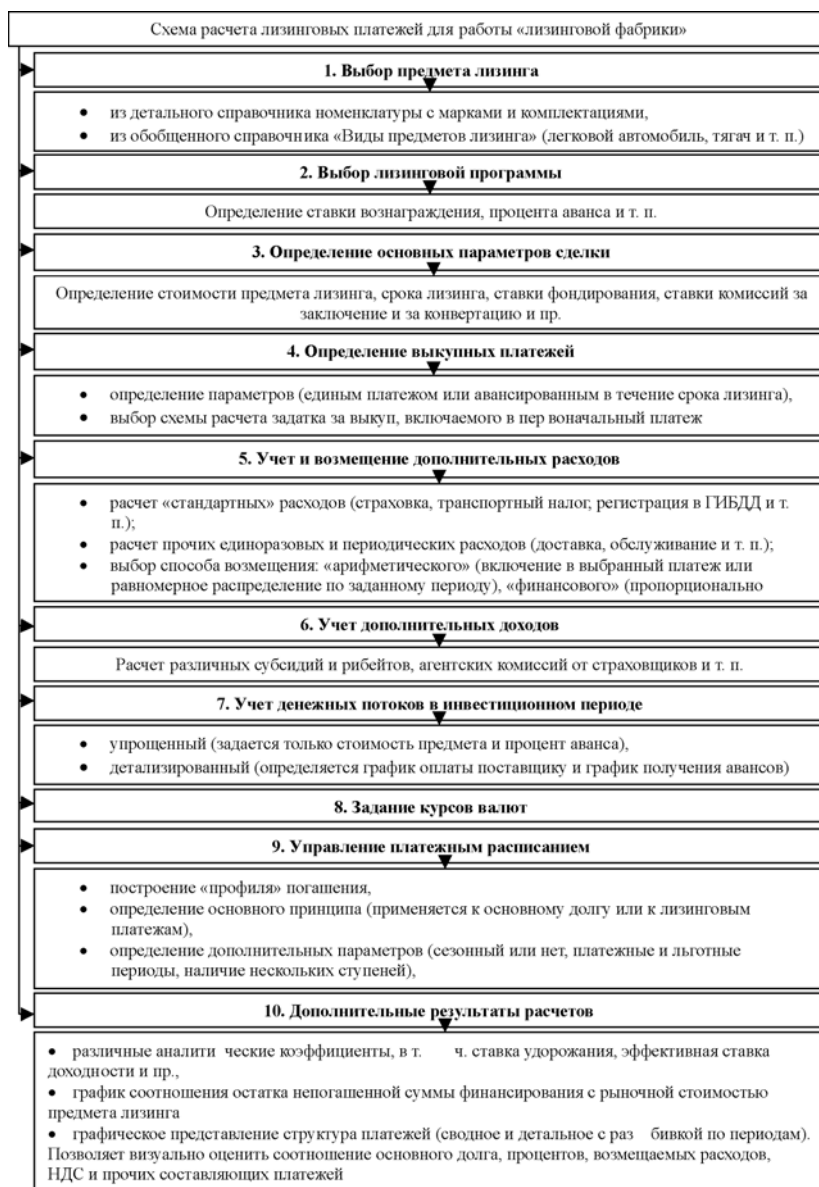 Схема расчета лизинговых платежей для работы «лизинговой фабрики»
1. Выбор предмета лизинга
• из детального справочника номенклатуры с марками и комплектациями,
• из обобщенного справочника «Виды предметов лизинга» (легковой автомобиль, тягач и т. п.)
2. Выбор лизинговой программы
Определение ставки вознаграждения, процента аванса и т. п.
3. Определение основных параметров сделки
Определение стоимости предмета лизинга, срока лизинга, ставки фондирования, ставки комиссий за
заключение и за конвертацию и пр.
4. Определение выкупных платежей
• определение параметров (единым платежом или авансированным в течение срока лизинга),
• выбор схемы расчета задатка за выкуп, включаемого в пер воначальный платеж
5. Учет и возмещение дополнительных расходов
• расчет «стандартных» расходов (страховка, транспортный налог, регистрация в ГИБДД и т.
п.);
• расчет прочих единоразовых и периодических расходов (доставка, обслуживание и т. п.);
• выбор способа возмещения: «арифметического» (включение в выбранный платеж или
равномерное распределение по заданному периоду), «финансового» (пропорционально
6. Учет дополнительных доходов
Расчет различных субсидий и рибейтов, агентских комиссий от страховщиков и т. п.
7. Учет денежных потоков в инвестиционном периоде
• упрощенный (задается только стоимость предмета и процент аванса),
• детализированный (определяется график оплаты поставщику и график получения авансов)
8. Задание курсов валют
9. Управление платежным расписанием
• построение «профиля» погашения,
• определение основного принципа (применяется к основному долгу или к лизинговым
платежам),
• определение дополнительных параметров (сезонный или нет, платежные и льготные
периоды, наличие нескольких ступеней),
10. Дополнительные результаты расчетов
• различные аналити ческие коэффициенты, в т. ч. ставка удорожания, эффективная ставка
доходности и пр.,
• график соотношения остатка непогашенной суммы финансирования с рыночной стоимостью
предмета лизинга
• графическое представление структура платежей (сводное и детальное с раз бивкой по периодам).
Позволяет визуально оценить соотношение основного долга, процентов, возмещаемых расходов,
НДС и прочих составляющих платежей